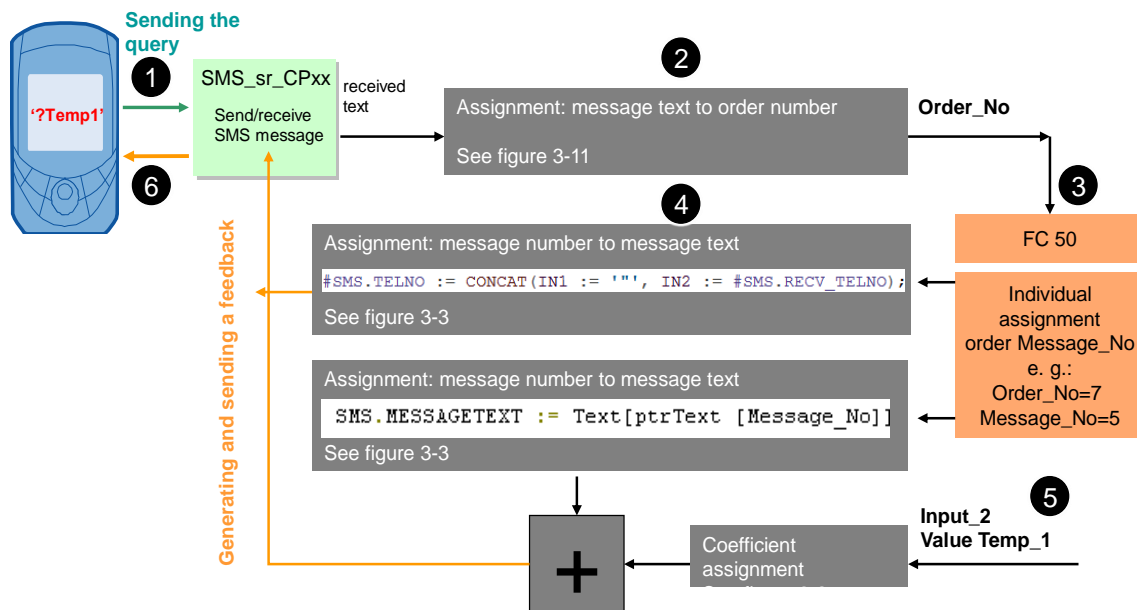 Sending the
query
1
'?Temp1'
6
SMS_sr_CPxx
Send/receive
SMS message
received
text
2
Assignment: message text to order number
See figure 3-11
Order_No
3
FC 50
4
Assignment: message number to message text
#SMS.TELNO := CONCAT(IN1 := '"', IN2 := #SMS.RECV_TELNO);
See figure 3-3
Individual
assignment
order Message_No
e. g.:
Order_No=7
Message_No=5
Assignment: message number to message text
SMS.MESSAGETEXT := Text[ptrText [Message_No]]
See figure 3-3
Generating and sending a feedback
+
Coefficient
assignment
5
Input_2
Value Temp_1